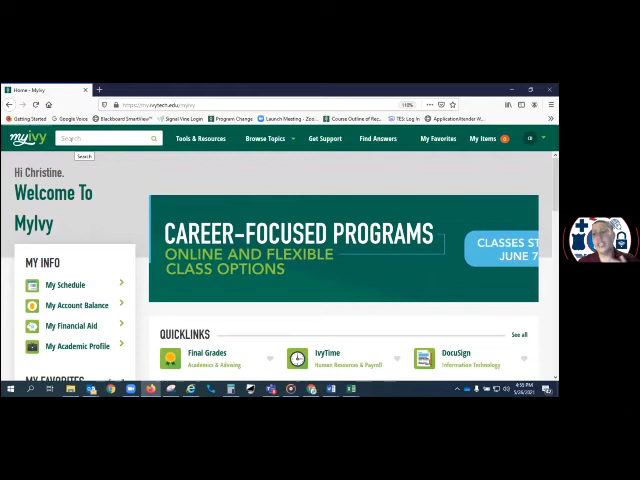 Home - MyIvy
https://my.ivytech.edu/myivy
110%
Getting Started
Google Voice
Blackboard SmartView
Signal Vine Login
Program Change
Launch Meeting - Zoo...
Course Outline of Rec...
TES: Log In
ApplicationXtender W
myivy
Search
Tools & Resources
Browse Topics
Get Support
Find Answers
My Favorites
My Items
0
Search
Hi Christine.
Welcome To
MyIvy
CAREER-FOCUSED PROGRAMS
ONLINE AND FLEXIBLE
CLASS OPTIONS
CLASSES ST
JUNE 7
MY INFO
My Schedule
My Account Balance
My Financial Aid
My Academic Profile
MY FAVORITES
QUICKLINKS
See all
Final Grades
Academics & Advising
IvyTime
Human Resources & Payroll
DocuSign
Information Technology
4:55 PM
5/26/2021